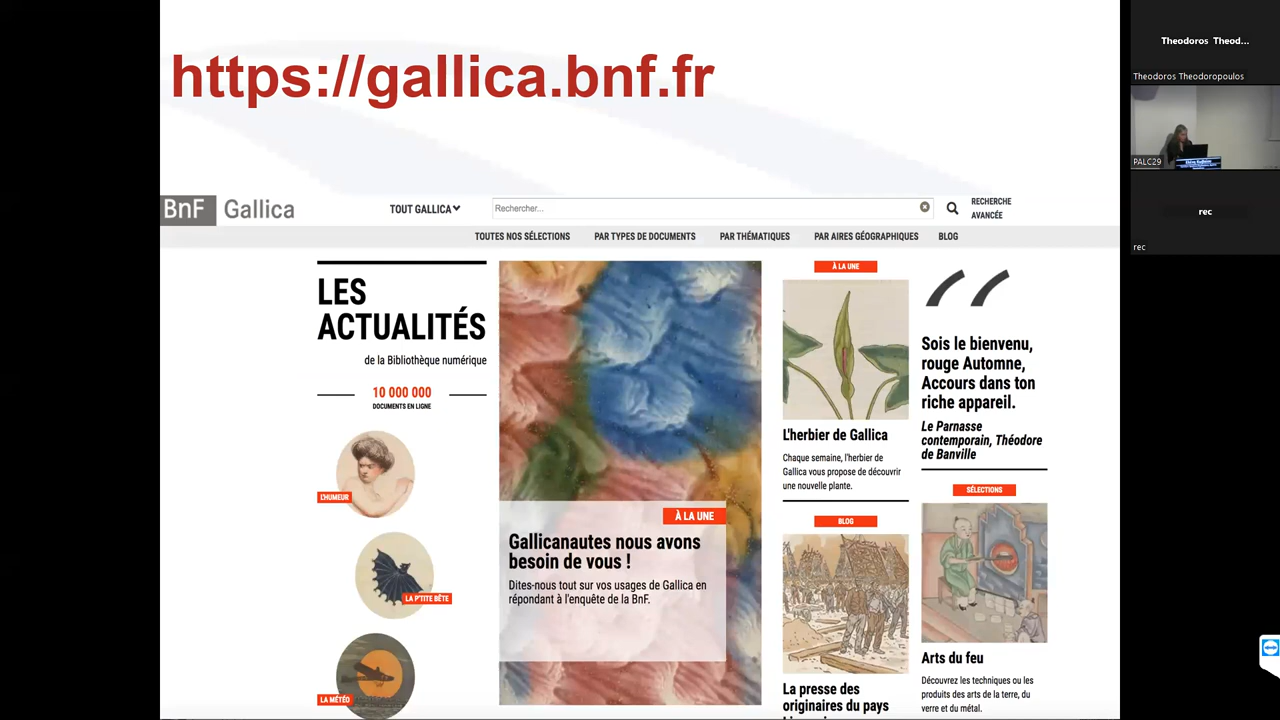 https://gallica.bnf.fr
BnF Gallica
TOUT GALLICA
Rechercher...
RECHERCHE
AVANCÉE
TOUTES NOS SÉLECTIONS
PAR TYPES DE DOCUMENTS
PAR THÉMATIQUES
PAR AIRES GÉOGRAPHIQUES
BLOG
LES
ACTUALITÉS
de la Bibliothèque numérique
10 000 000
DOCUMENTS EN LIGNE
L'HUMEUR
LA P'TITE BÊTE
LA MÉTÉO
À LA UNE
Gallicanautes nous avons
besoin de vous !
Dites-nous tout sur vos usages de Gallica en
répondant à l'enquête de la BnF.
À LA UNE
L'herbier de Gallica
Chaque semaine, l'herbier de
Gallica vous propose de découvrir
une nouvelle plante.
BLOG
La presse des
originaires du pays
Sois le bienvenu,
rouge Automne,
Accours dans ton
riche appareil.
Le Parnasse
contemporain, Théodore
de Banville
SÉLECTIONS
Arts du feu
Découvrez les techniques ou les
produits des arts de la terre, du
verre et du métal.
Theodoros Theod...
Theodoros Theodoropoulos
PALC29
rec
rec